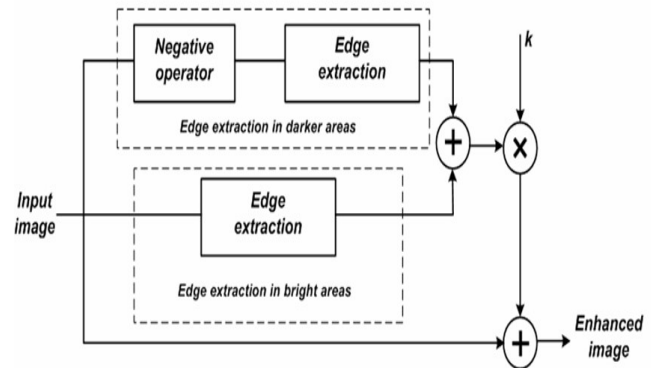 Negative
operator
Edge
extraction
k
Edge extraction in darker areas
+
×
Input
image
Edge
extraction
Edge extraction in bright areas
+
Enhanced
image